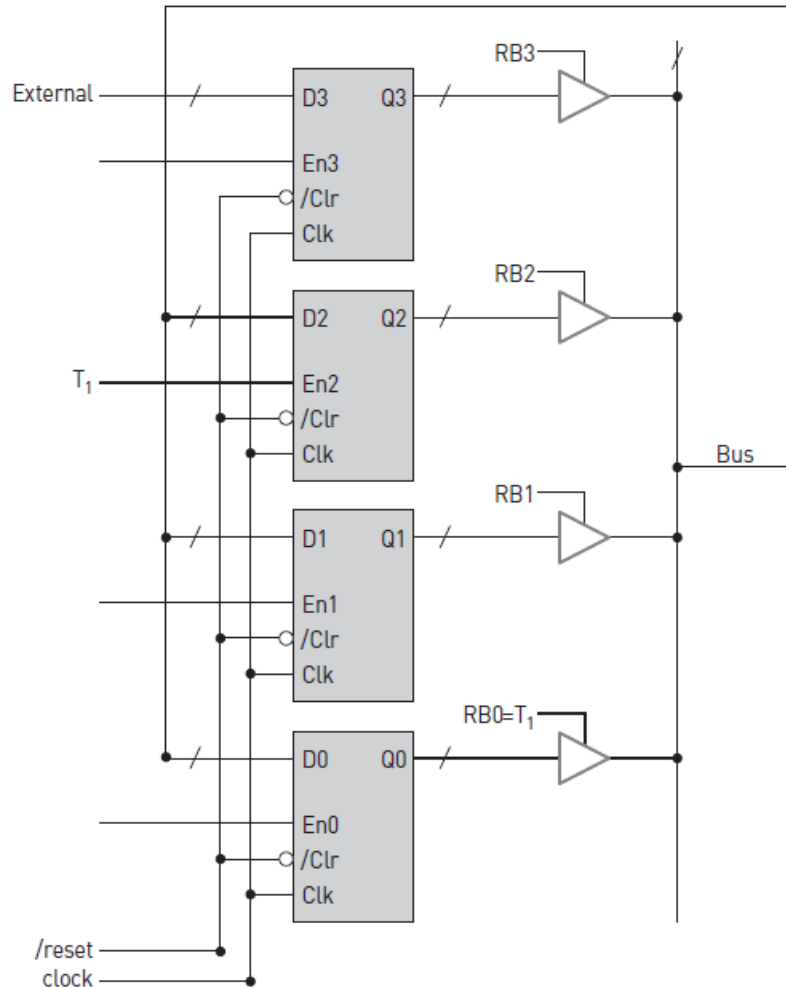 RB3
External
D3 Q3
En3
/Clr
Clk
RB2
D2 Q2
T₁
En2
/Clr
Clk
Bus
RB1
D1 Q1
En1
/Clr
Clk
RB0=T₁
D0 Q0
En0
/Clr
Clk
/reset
clock